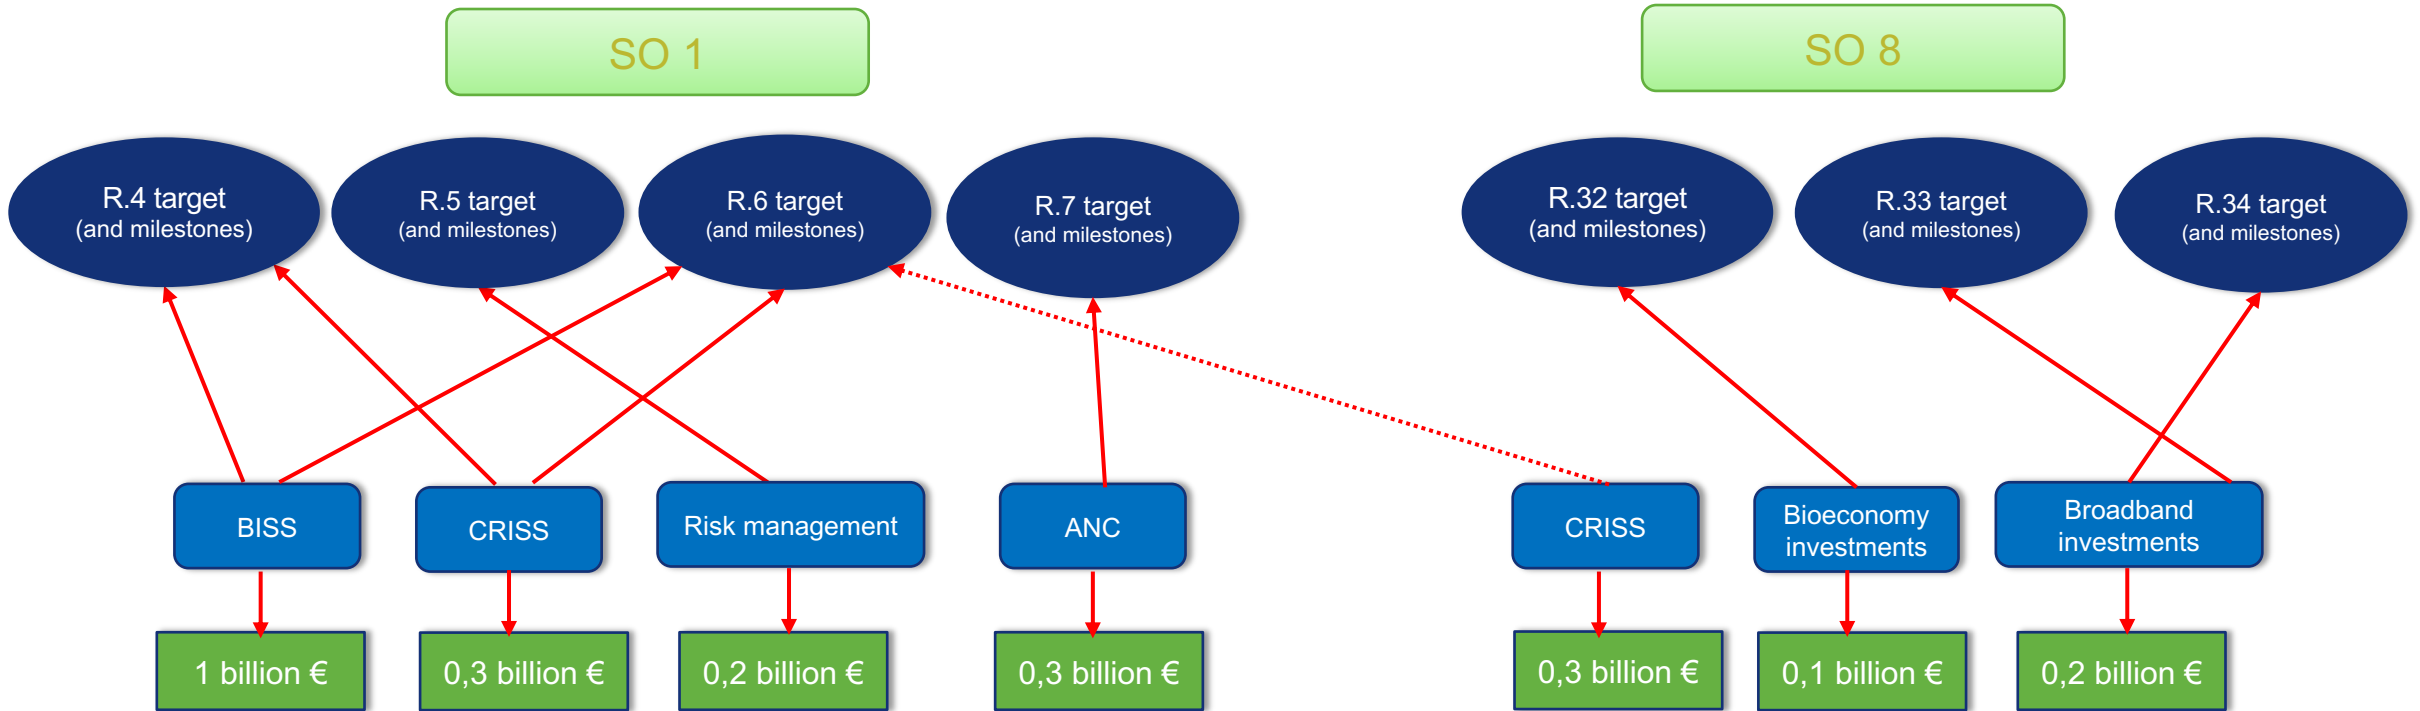 SO 1
SO 8
R.4 target
(and milestones)
R.5 target
(and milestones)
R.6 target
(and milestones)
R.7 target
(and milestones)
R.32 target
(and milestones)
R.33 target
(and milestones)
R.34 target
(and milestones)
BISS
CRISS
Risk management
ANC
CRISS
Bioeconomy
investments
Broadband
investments
1 billion €
0,3 billion €
0,2 billion €
0,3 billion €
0,3 billion €
0,1 billion €
0,2 billion €